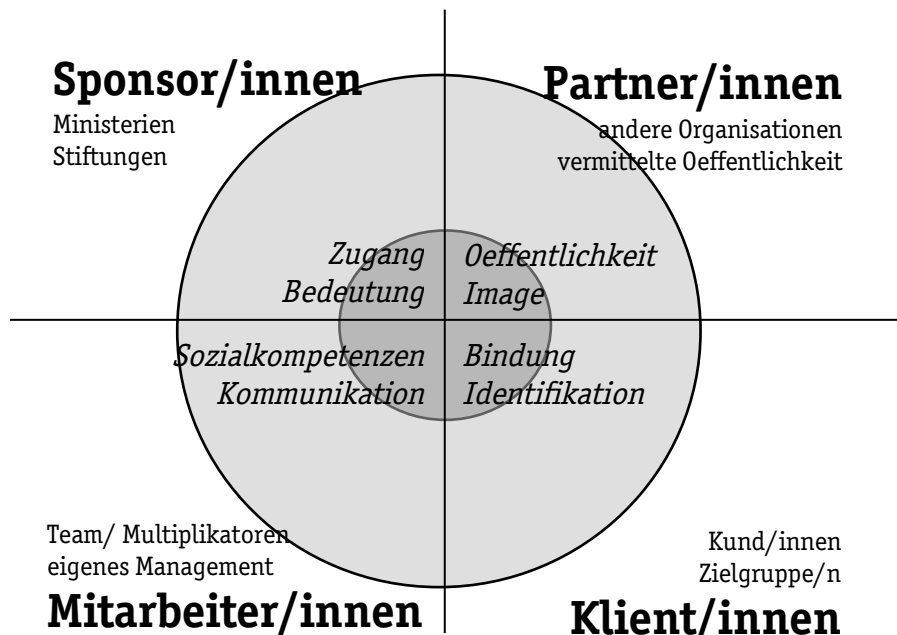 Sponsor/innen
Ministerien
Stiftungen
Partner/innen
andere Organisationen
vermittelte Oeffentlichkeit
Zugang
Bedeutung
Oeffentlichkeit
Image
Sozialkompetenzen
Kommunikation
Bindung
Identifikation
Team/ Multiplikatoren
eigenes Management
Mitarbeiter/innen
Kund/innen
Zielgruppe/n
Klient/innen